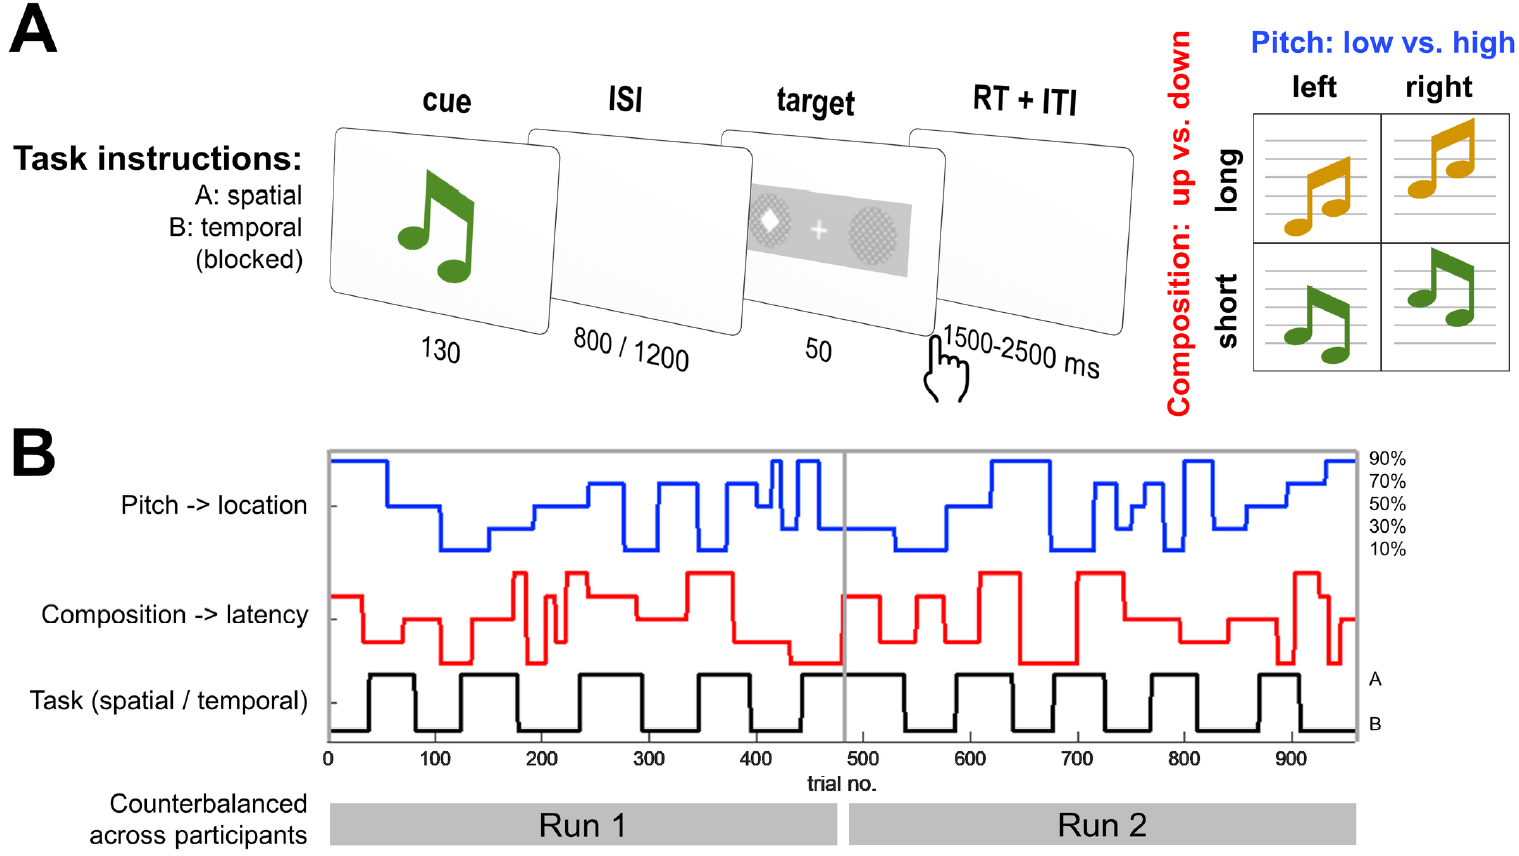 A
Task instructions:
A: spatial
B: temporal
(blocked)
cue
ISI
target
RT + ITI
130
800 / 1200
50
1500-2500 ms
Composition: up vs. down
Pitch: low vs. high
left right
long
short
B
Pitch -> location
Composition -> latency
Task (spatial / temporal)
90%
70%
50%
30%
10%
A
B
0 100 200 300 400 500 600 700 800 900
trial no.
Counterbalanced
across participants
Run 1
Run 2